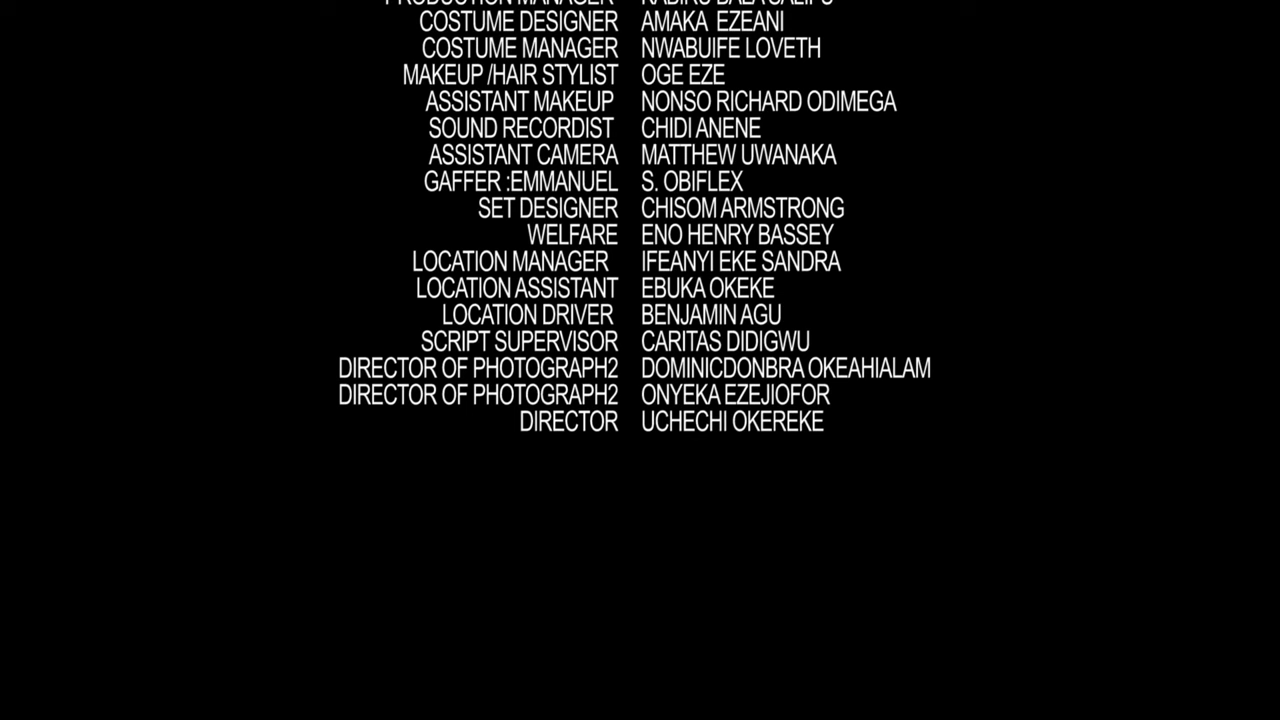 PRODUCTION MANAGER
COSTUME DESIGNER AMAKA EZEANI
COSTUME MANAGER NWABUIFE LOVETH
MAKEUP /HAIR STYLIST OGE EZE
ASSISTANT MAKEUP NONSO RICHARD ODIMEGA
SOUND RECORDIST CHIDI ANENE
ASSISTANT CAMERA MATTHEW UWANAKA
GAFFER :EMMANUEL S. OBIFLEX
SET DESIGNER CHISOM ARMSTRONG
WELFARE ENO HENRY BASSEY
LOCATION MANAGER IFEANYI EKE SANDRA
LOCATION ASSISTANT EBUKA OKEKE
LOCATION DRIVER BENJAMIN AGU
SCRIPT SUPERVISOR CARITAS DIDIGWU
DIRECTOR OF PHOTOGRAPH2 DOMINICDONBRA OKEAHIALAM
DIRECTOR OF PHOTOGRAPH2 ONYEKA EZEJIOFOR
DIRECTOR UCHECHI OKEREKE